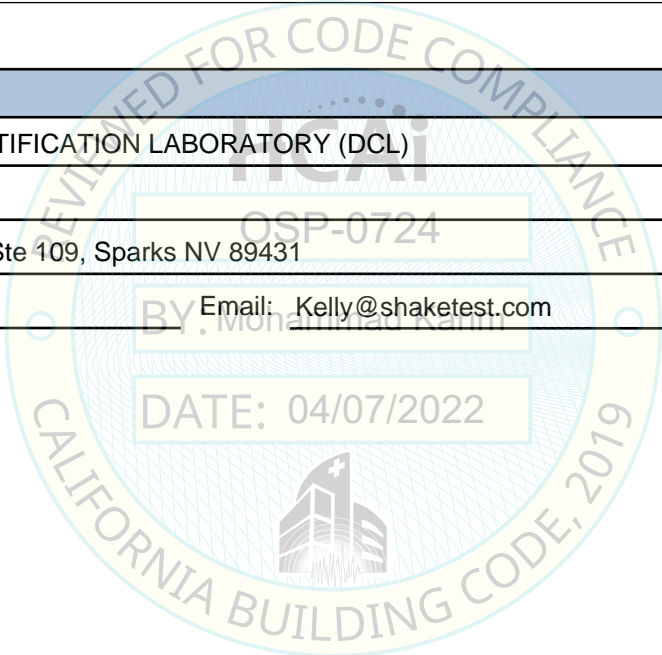 REVIEWED FOR CODE COMPLIANCE
TIFICATION LABORATORY (DCL)
HCAi
OSP-0724
Ste 109, Sparks NV 89431
Email: Kelly@shaketest.com
BY: Mohammad Karim
DATE: 04/07/2022
CALIFORNIA BUILDING CODE, 2019